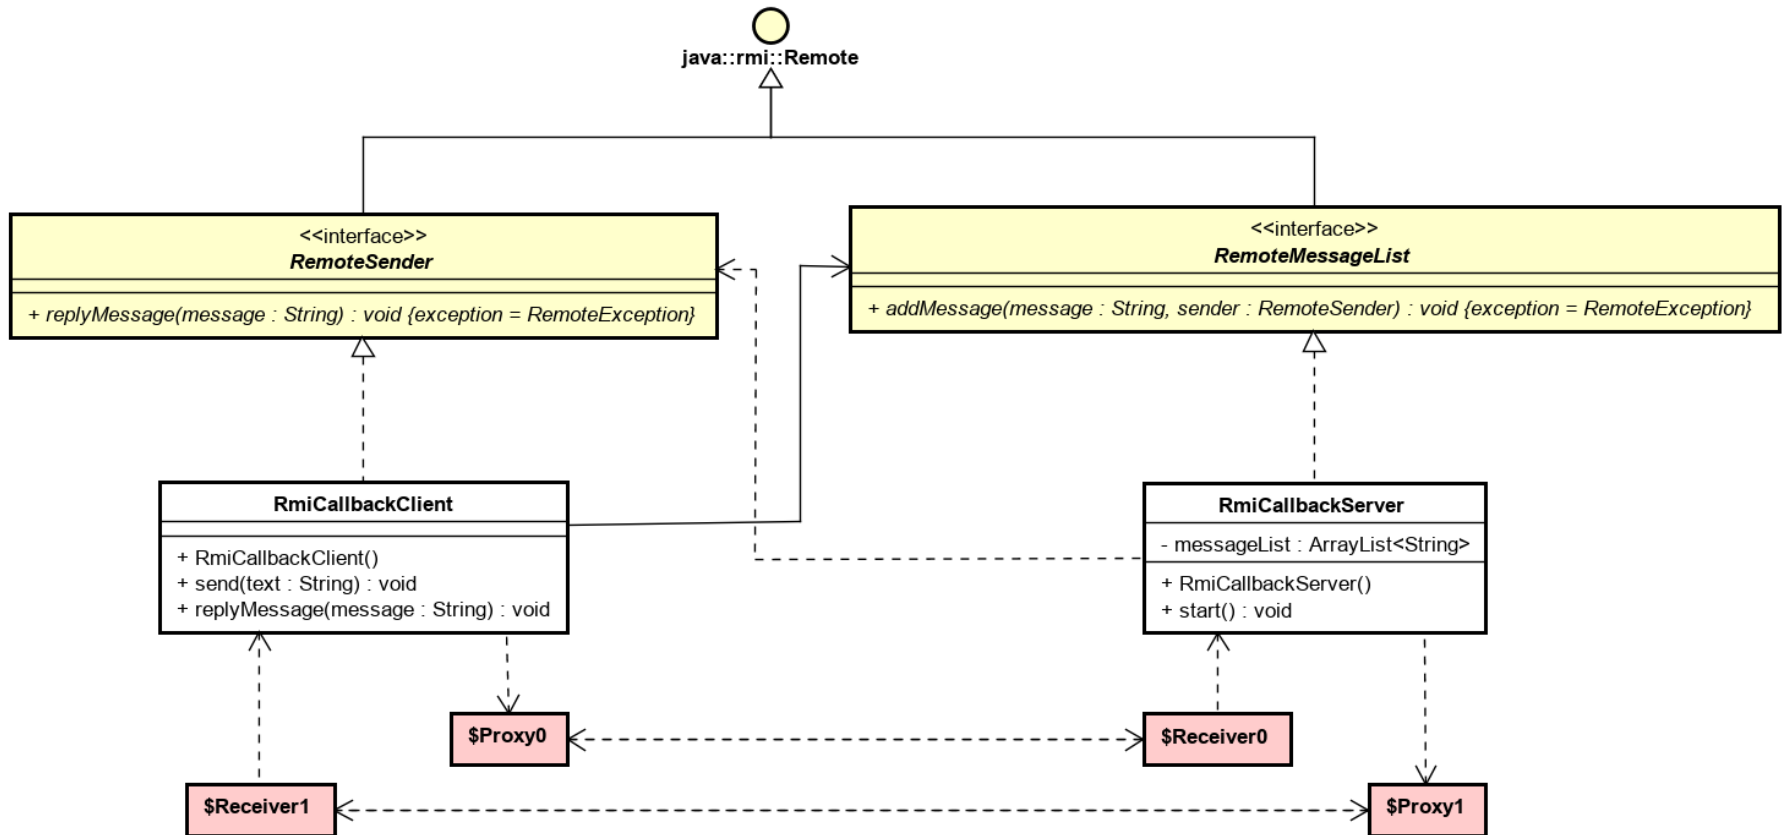 java::rmi::Remote
<<interface>>
RemoteSender
+ replyMessage(message : String) : void {exception = RemoteException}
<<interface>>
RemoteMessageList
+ addMessage(message : String, sender : RemoteSender) : void {exception = RemoteException}
RmiCallbackClient
+ RmiCallbackClient()
+ send(text : String) : void
+ replyMessage(message : String) : void
RmiCallbackServer
- messageList : ArrayList<String>
+ RmiCallbackServer()
+ start() : void
$Proxy0
$Receiver0
$Receiver1
$Proxy1